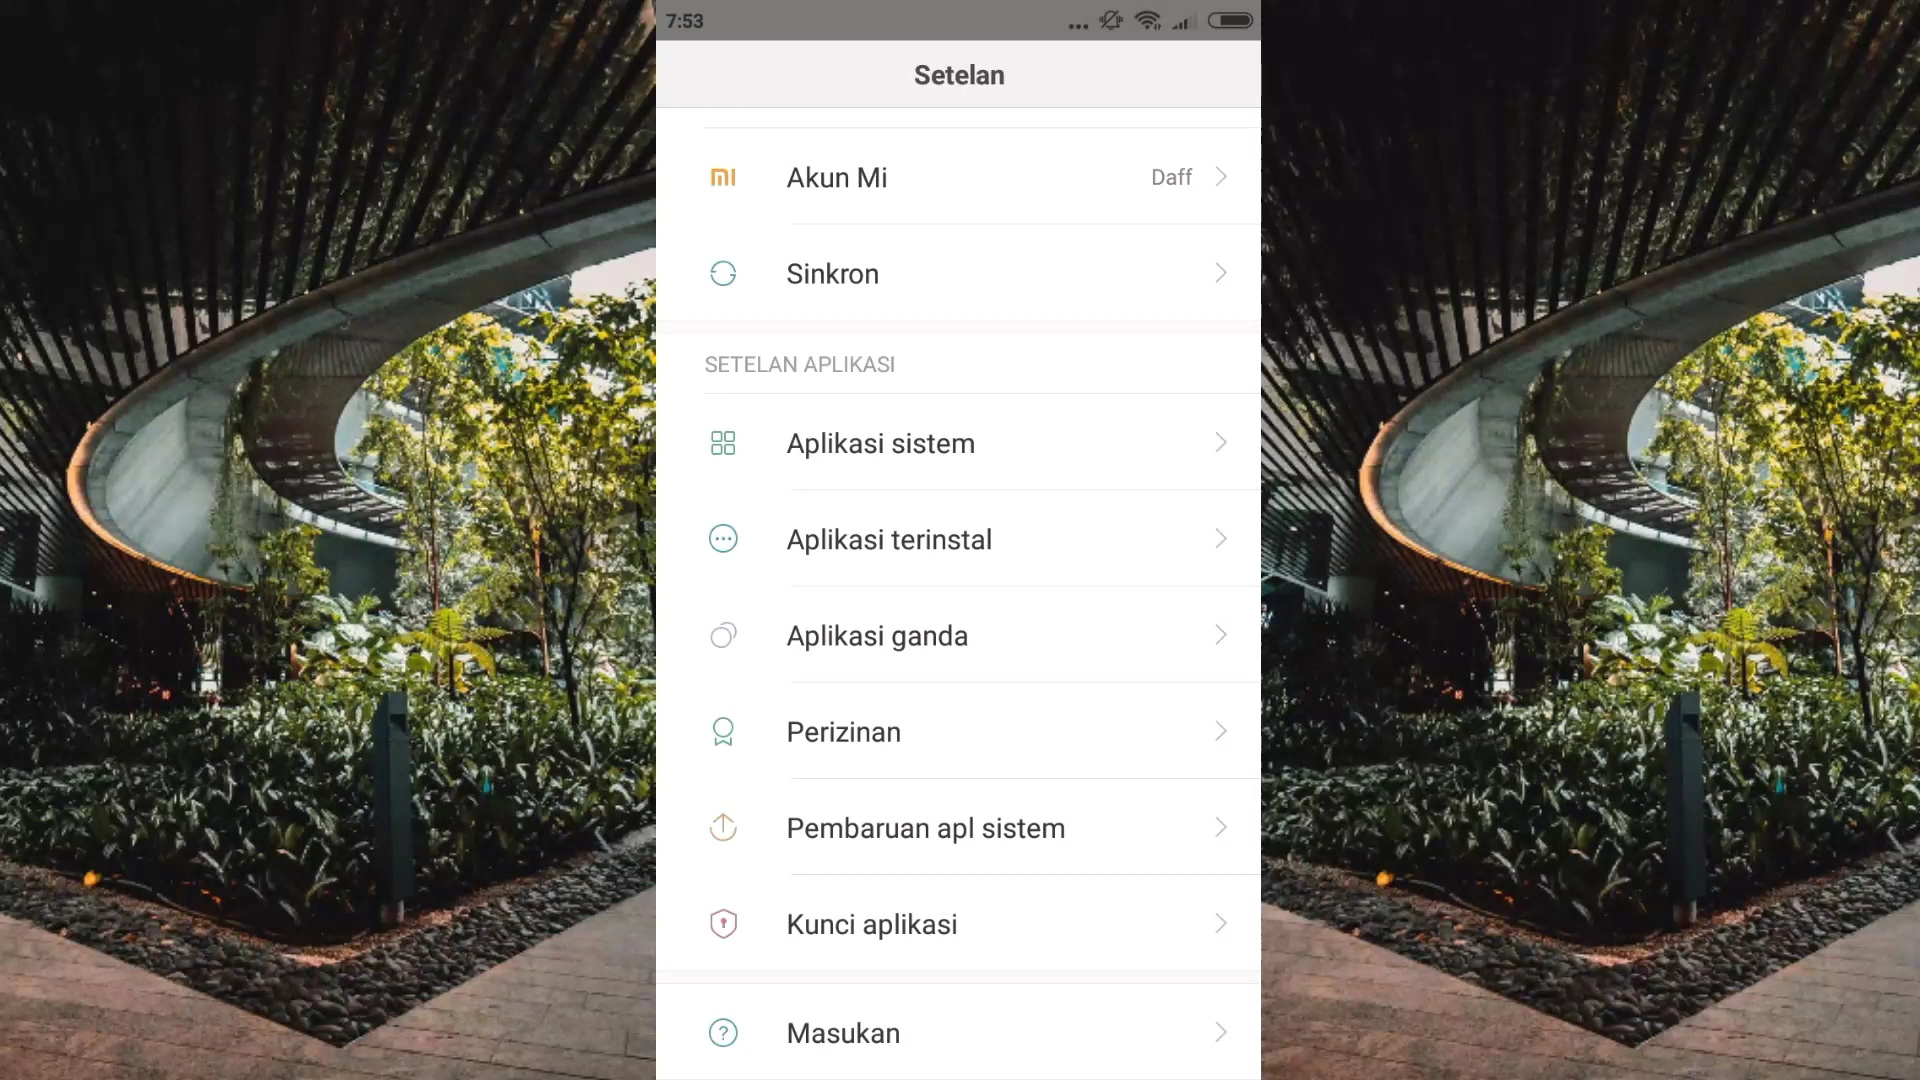 7:53
Setelan
Akun Mi Daff
Sinkron
SETELAN APLIKASI
Aplikasi sistem
Aplikasi terinstal
Aplikasi ganda
Perizinan
Pembaruan apl sistem
Kunci aplikasi
Masukan